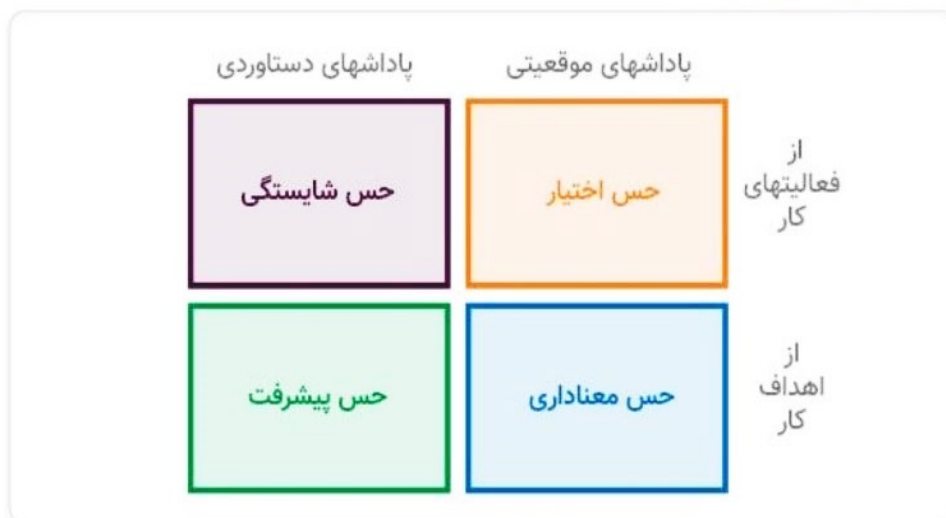 پاداشهای موقعیتی
پاداشهای دستاوردی
از
فعالیتهای
کار
حس اختیار
حس شایستگی
از
اهداف
کار
حس معناداری
حس پیشرفت